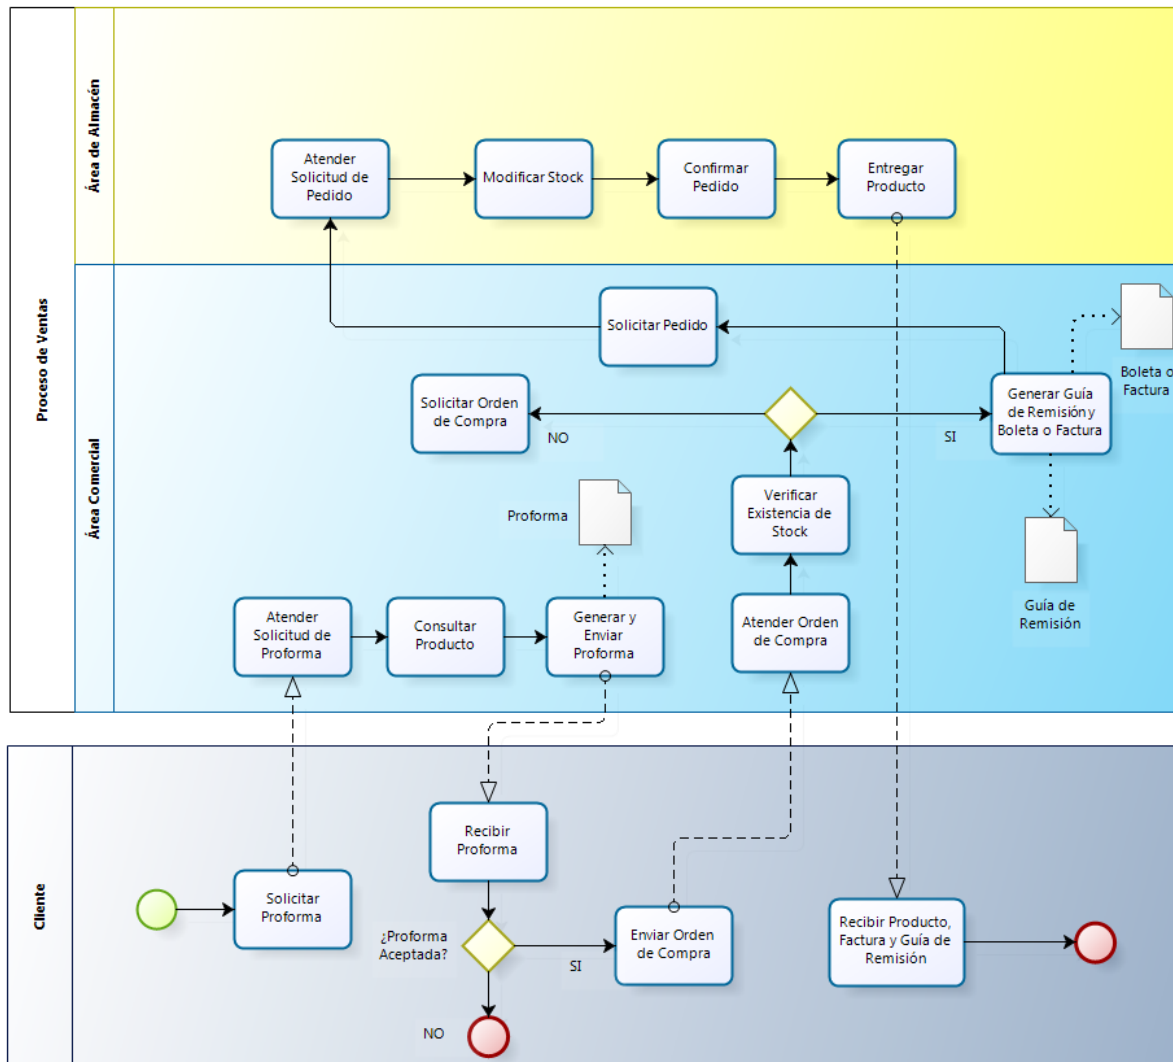 Proceso de Ventas
Área de Almacén
Atender
Solicitud de
Pedido
Modificar Stock
Confirmar
Pedido
Entregar
Producto
Área Comercial
Solicitar Pedido
Boleta o
Factura
Solicitar Orden
de Compra
NO
SI
Generar Guía
de Remisión y
Boleta o Factura
Verificar
Existencia de
Stock
Proforma
Guía de
Remisión
Atender
Solicitud de
Proforma
Consultar
Producto
Generar y
Enviar
Proforma
Atender Orden
de Compra
Cliente
Recibir
Proforma
Solicitar
Proforma
¿Proforma
Aceptada?
SI
NO
Enviar Orden
de Compra
Recibir Producto,
Factura y Guía de
Remisión